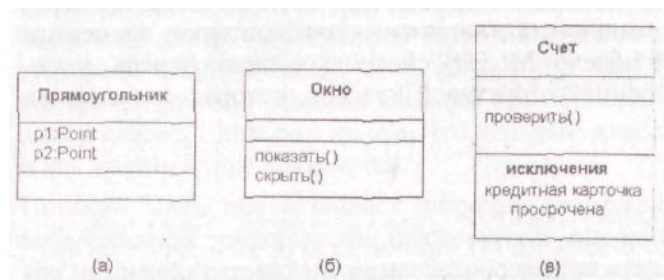 Прямоугольник
p1:Point
p2:Point
(а)
Окно
показать()
скрыть()
(б)
Счет
проверить()
исключения
кредитная карточка
просрочена
(в)